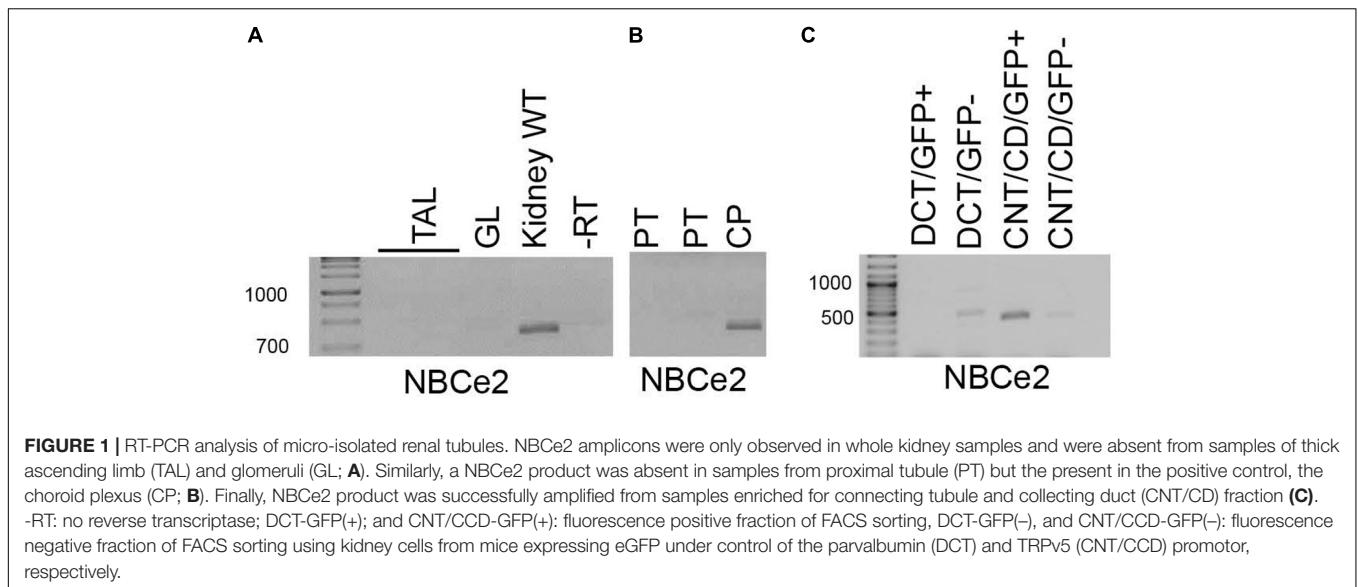 A
B
C
TAL
GL
Kidney WT
-RT
PT
PT
CP
DCT/GFP+
DCT/GFP-
CNT/CD/GFP+
CNT/CD/GFP-
1000
700
1000
500
NBCe2
NBCe2
NBCe2
FIGURE 1 | RT-PCR analysis of micro-isolated renal tubules. NBCe2 amplicons were only observed in whole kidney samples and were absent from samples of thick
ascending limb (TAL) and glomeruli (GL; A). Similarly, a NBCe2 product was absent in samples from proximal tubule (PT) but the present in the positive control, the
choroid plexus (CP; B). Finally, NBCe2 product was successfully amplified from samples enriched for connecting tubule and collecting duct (CNT/CD) fraction (C).
-RT: no reverse transcriptase; DCT-GFP(+); and CNT/CCD-GFP(+): fluorescence positive fraction of FACS sorting, DCT-GFP(–), and CNT/CCD-GFP(–): fluorescence
negative fraction of FACS sorting using kidney cells from mice expressing eGFP under control of the parvalbumin (DCT) and TRPv5 (CNT/CCD) promotor,
respectively.